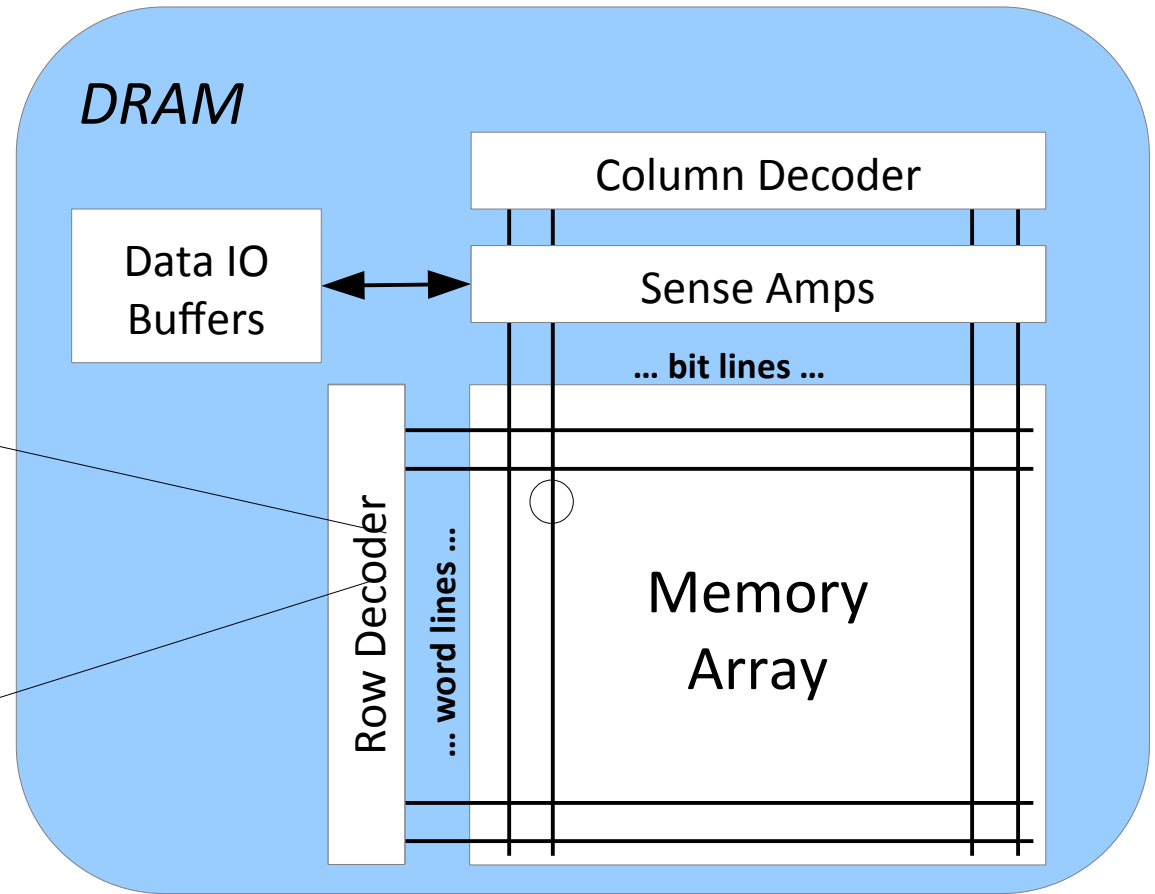 DRAM
Column Decoder
Data IO
Buffers
Sense Amps
... bit lines ...
Row Decoder
... word lines ...
Memory
Array